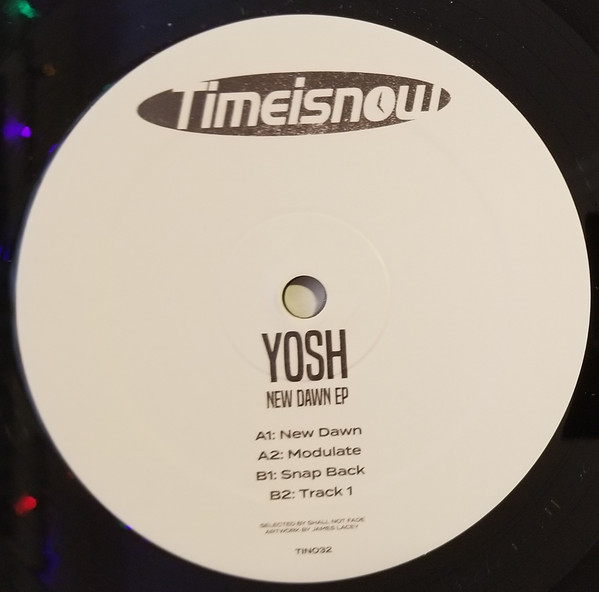 Timeisnow
YOSH
NEW DAWN EP
A1: New Dawn
A2: Modulate
B1: Snap Back
B2: Track 1
SELECTED BY SHALL NOT FADE
ARTWORK BY JAMES LACEY
TIN032